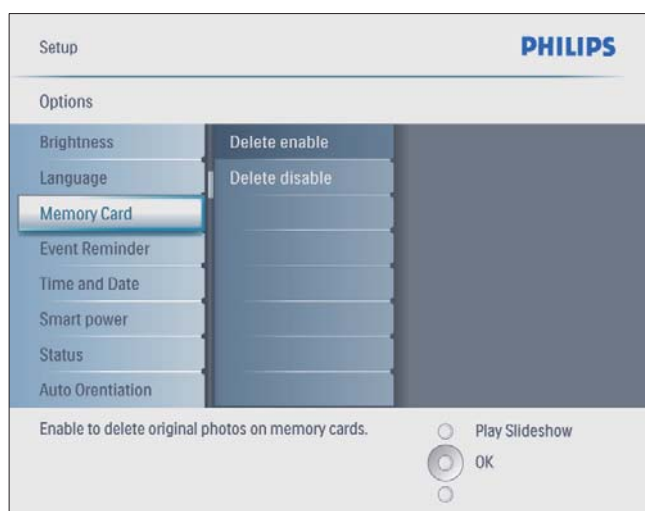 Setup
PHILIPS
Options
Brightness
Delete enable
Language
Delete disable
Memory Card
Event Reminder
Time and Date
Smart power
Status
Auto Orentiation
Enable to delete original photos on memory cards.
Play Slideshow
OK